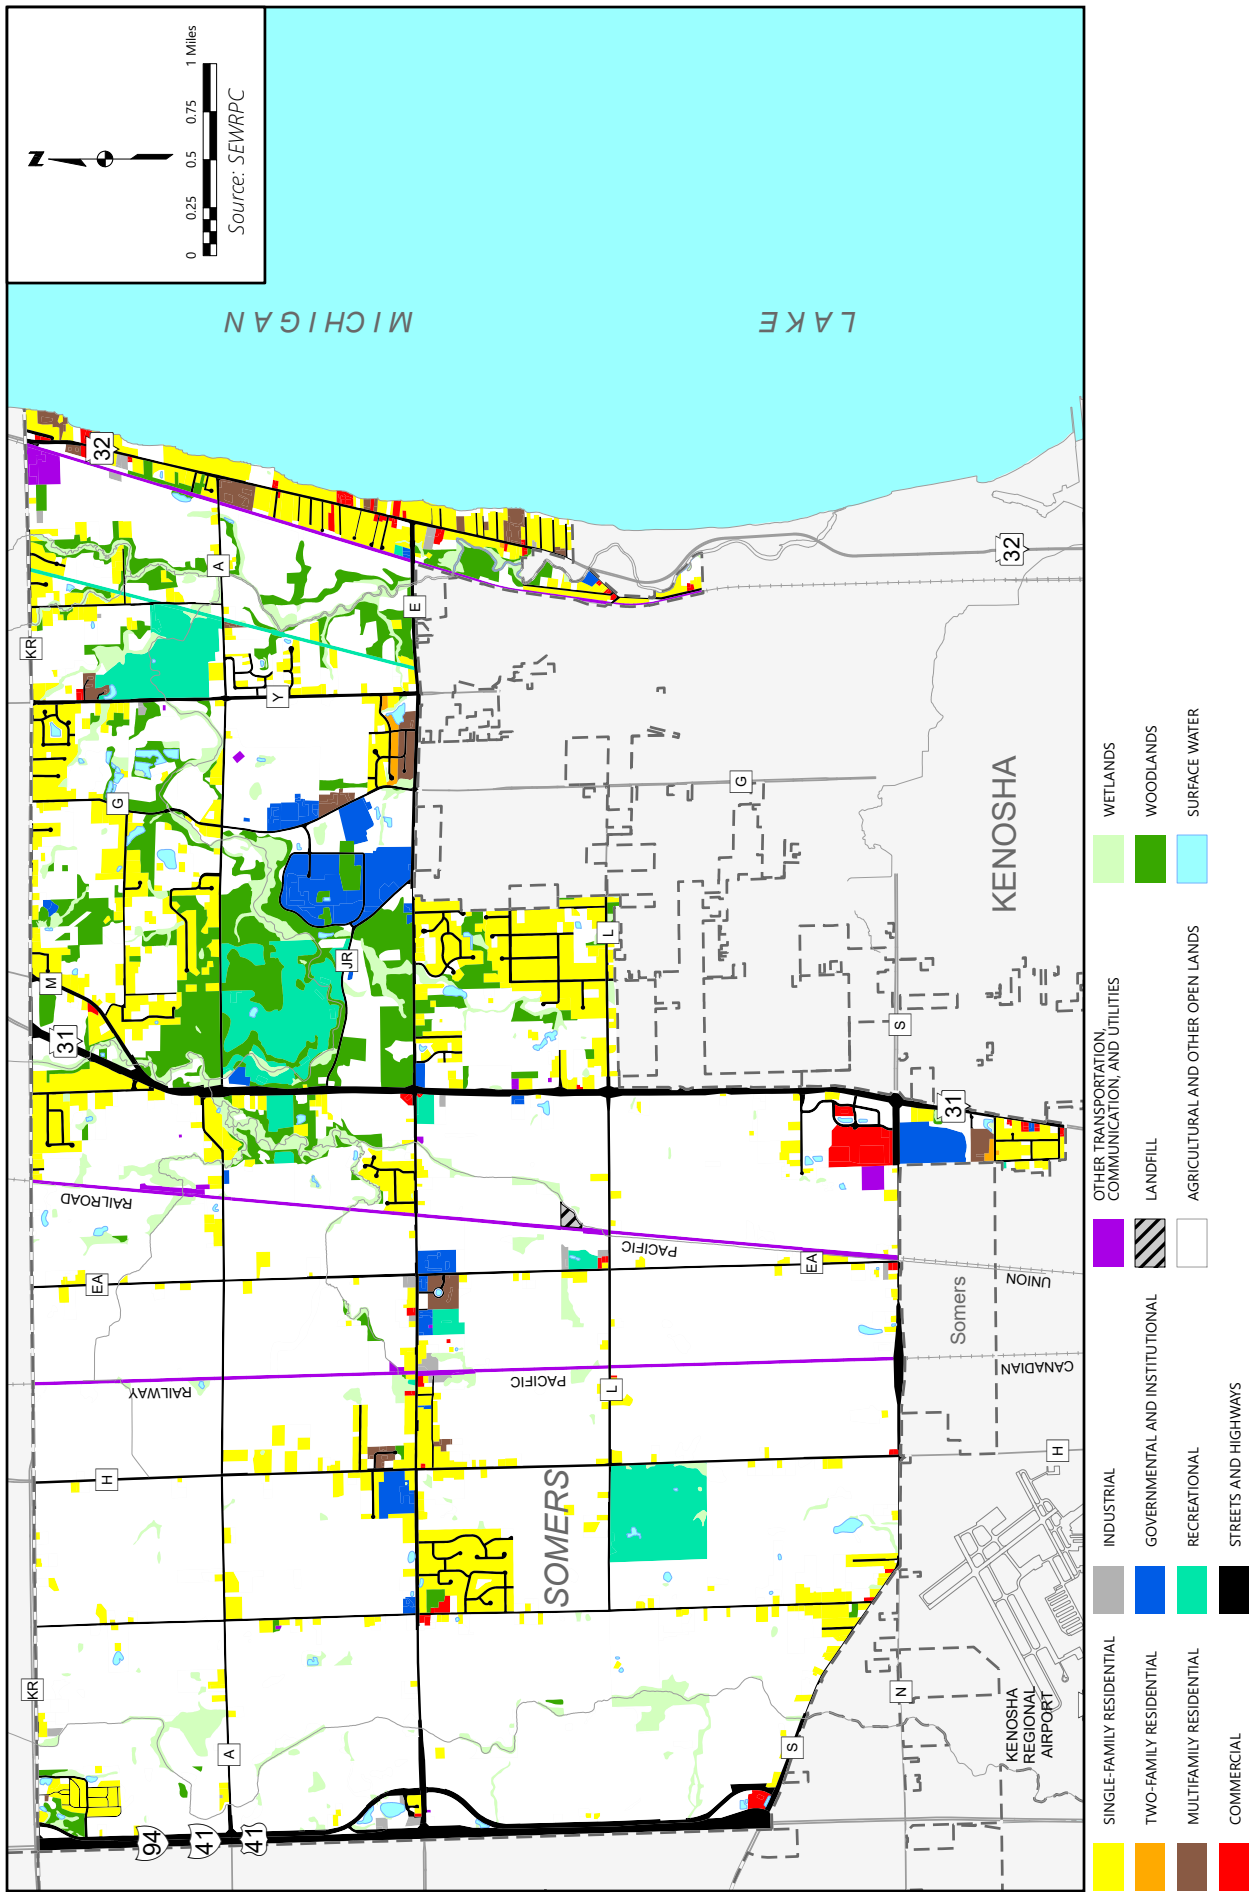 N
0 0.25 0.5 0.75 1 Miles
Source: SEWRPC
LAKE
MICHIGAN
KR
32
A
E
KR
Y
G
M
31
JR
L
G
KENOSHA
S
32
31
RAILROAD
EA
PACIFIC
EA
UNION
Somers
RAILWAY
PACIFIC
CANADIAN
L
H
H
SOMERS
KR
A
94
41
41
S
N
KENOSHA
REGIONAL
AIRPORT
SINGLE-FAMILY RESIDENTIAL
TWO-FAMILY RESIDENTIAL
MULTIFAMILY RESIDENTIAL
COMMERCIAL
INDUSTRIAL
GOVERNMENTAL AND INSTITUTIONAL
RECREATIONAL
STREETS AND HIGHWAYS
OTHER TRANSPORTATION,
COMMUNICATION, AND UTILITIES
LANDFILL
AGRICULTURAL AND OTHER OPEN LANDS
WETLANDS
WOODLANDS
SURFACE WATER